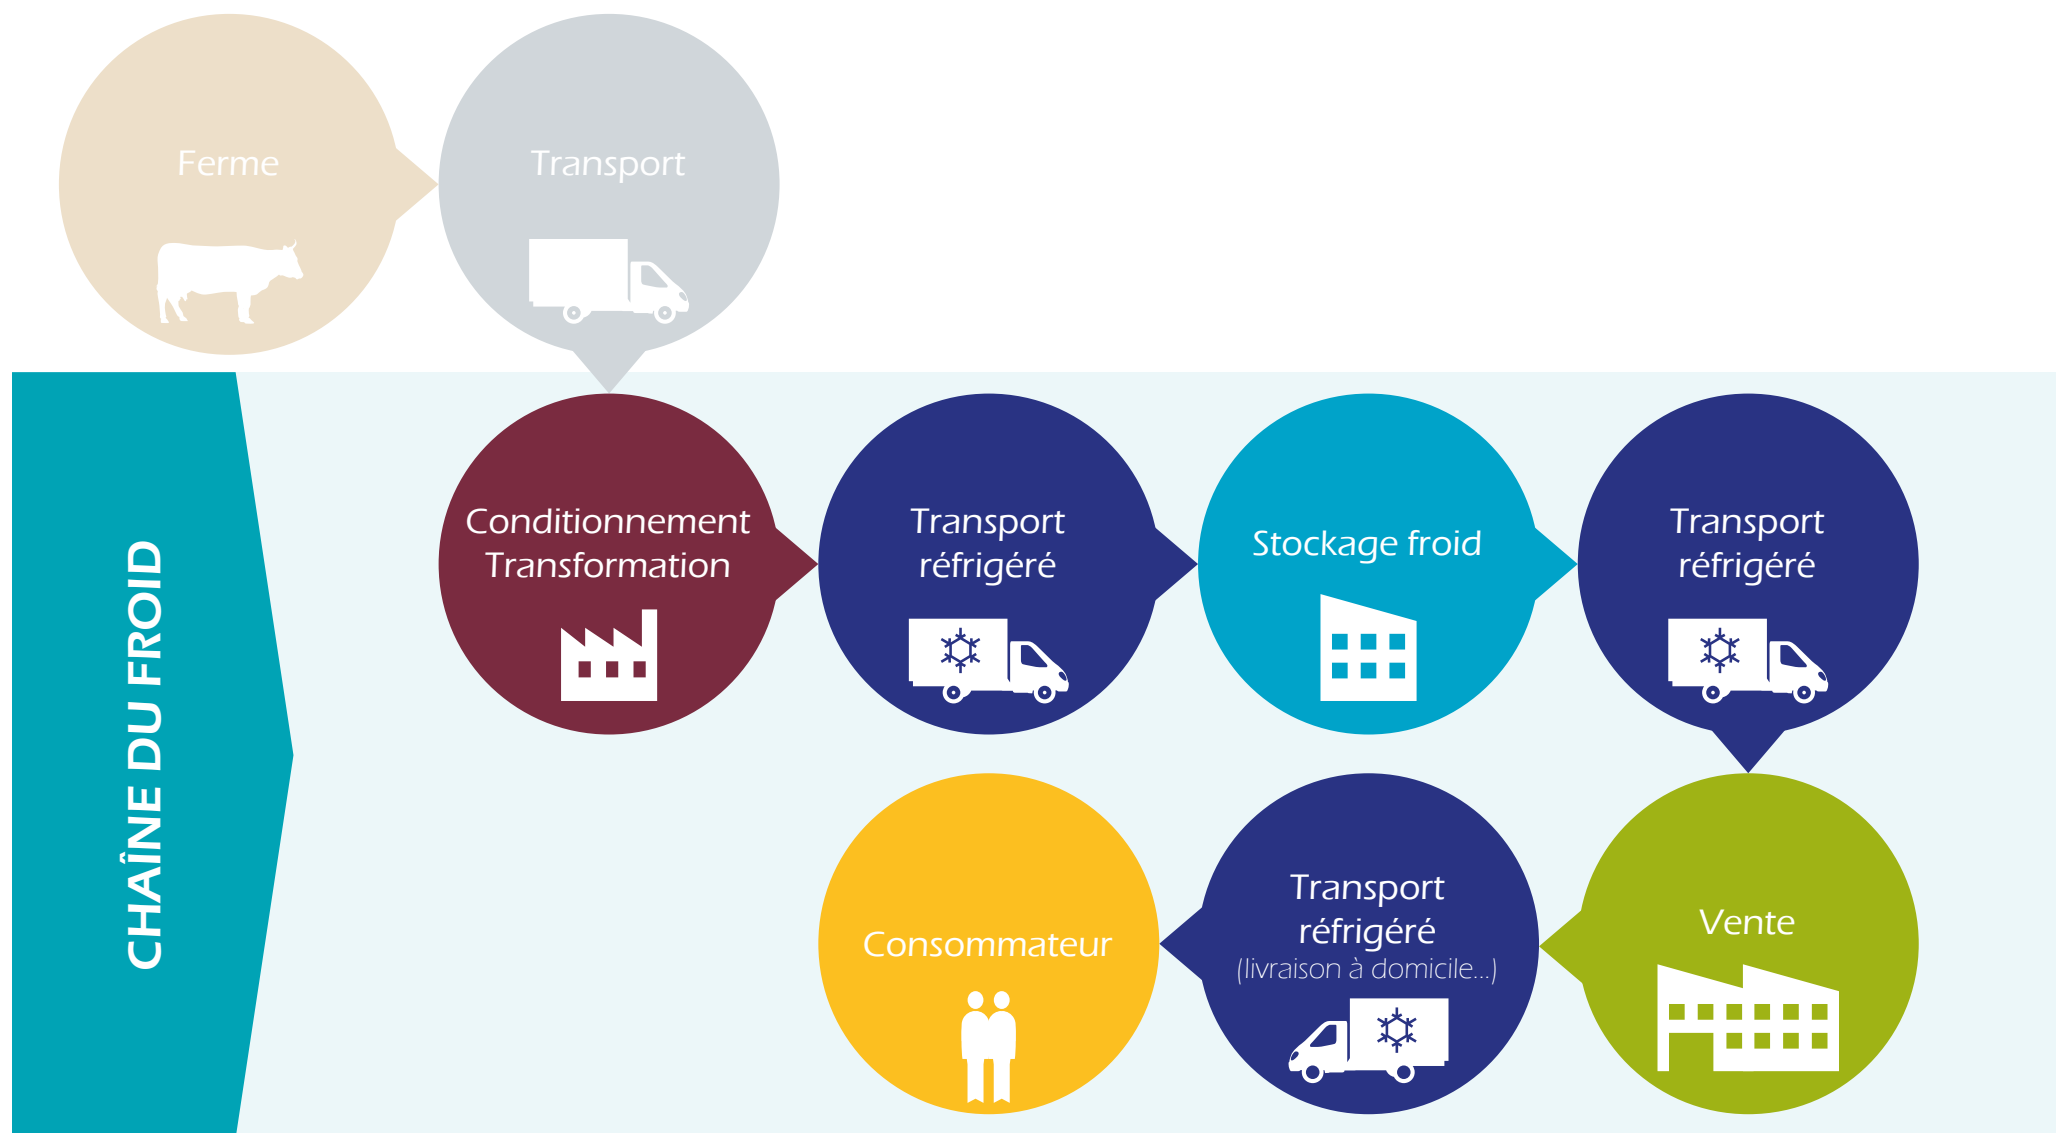 Ferme
Transport
CHAÎNE DU FROID
Conditionnement
Transformation
Transport
réfrigéré
Stockage froid
Transport
réfrigéré
Vente
Transport
réfrigéré
(livraison à domicile...)
Consommateur